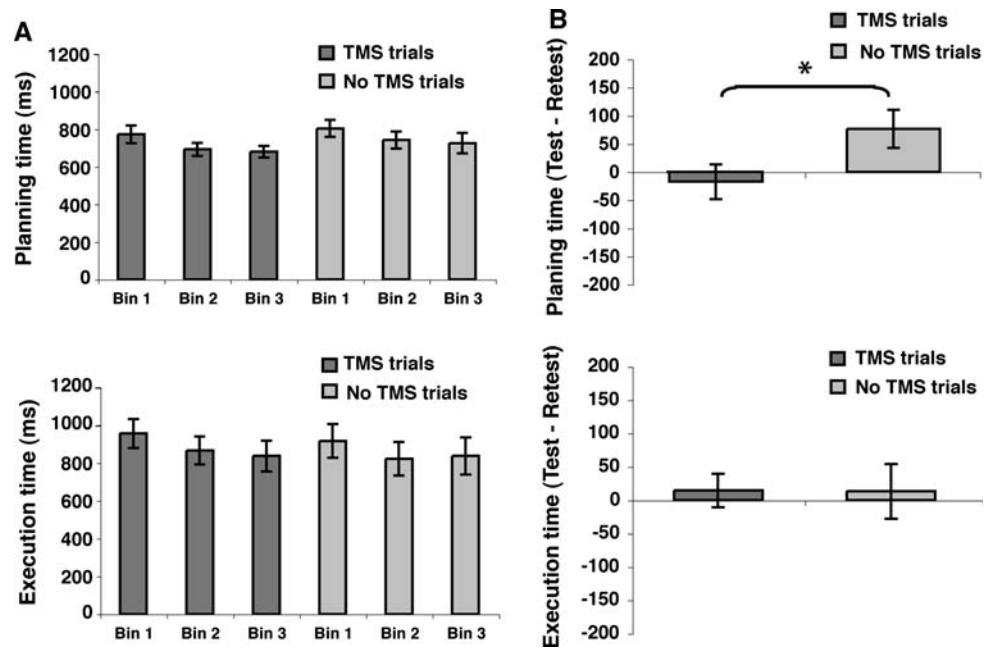 A
TMS trials
No TMS trials
Planning time (ms)
1200
1000
800
600
400
200
0
Bin 1 Bin 2 Bin 3 Bin 1 Bin 2 Bin 3
B
TMS trials
No TMS trials
*
Planing time (Test - Retest)
200
150
100
50
0
-50
-100
-150
-200
TMS trials
No TMS trials
Execution time (ms)
1200
1000
800
600
400
200
0
Bin 1 Bin 2 Bin 3 Bin 1 Bin 2 Bin 3
TMS trials
No TMS trials
Execution time (Test - Retest)
200
150
100
50
0
-50
-100
-150
-200